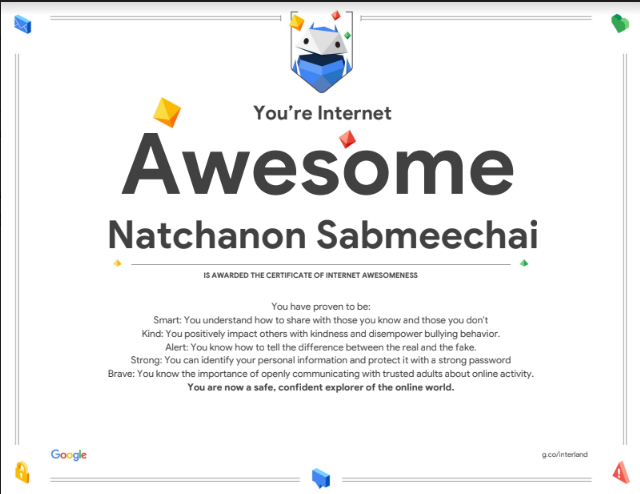 You're Internet
Awesome
Natchanon Sabmeechai
IS AWARDED THE CERTIFICATE OF INTERNET AWESOMENESS
You have proven to be:
Smart: You understand how to share with those you know and those you don't
Kind: You positively impact others with kindness and disempower bullying behavior.
Alert: You know how to tell the difference between the real and the fake.
Strong: You can identify your personal information and protect it with a strong password
Brave: You know the importance of openly communicating with trusted adults about online activity.
You are now a safe, confident explorer of the online world.
Google
g.co/interland